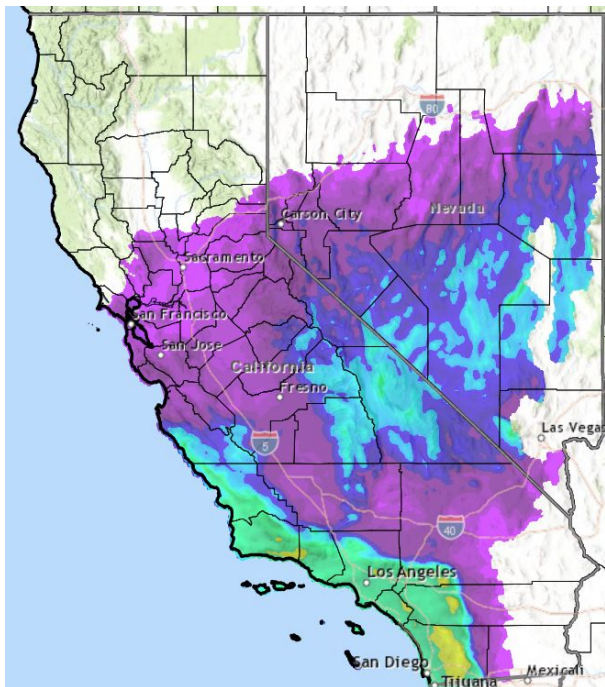 80
Carson City
Nevada
Sacramento
San Francisco
San Jose
California
Fresno
5
Las Vegas
40
Los Angeles
San Diego
Tijuana
Mexicali